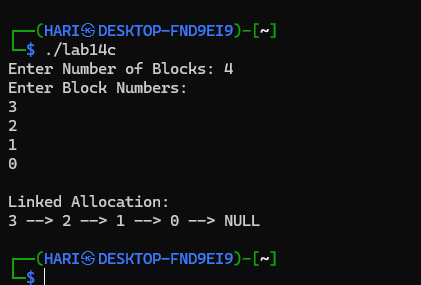 ┌──(HARI㉿DESKTOP-FND9EI9)-[~]
└─$ ./lab14c
Enter Number of Blocks: 4
Enter Block Numbers:
3
2
1
0

Linked Allocation:
3 --> 2 --> 1 --> 0 --> NULL

┌──(HARI㉿DESKTOP-FND9EI9)-[~]
└─$